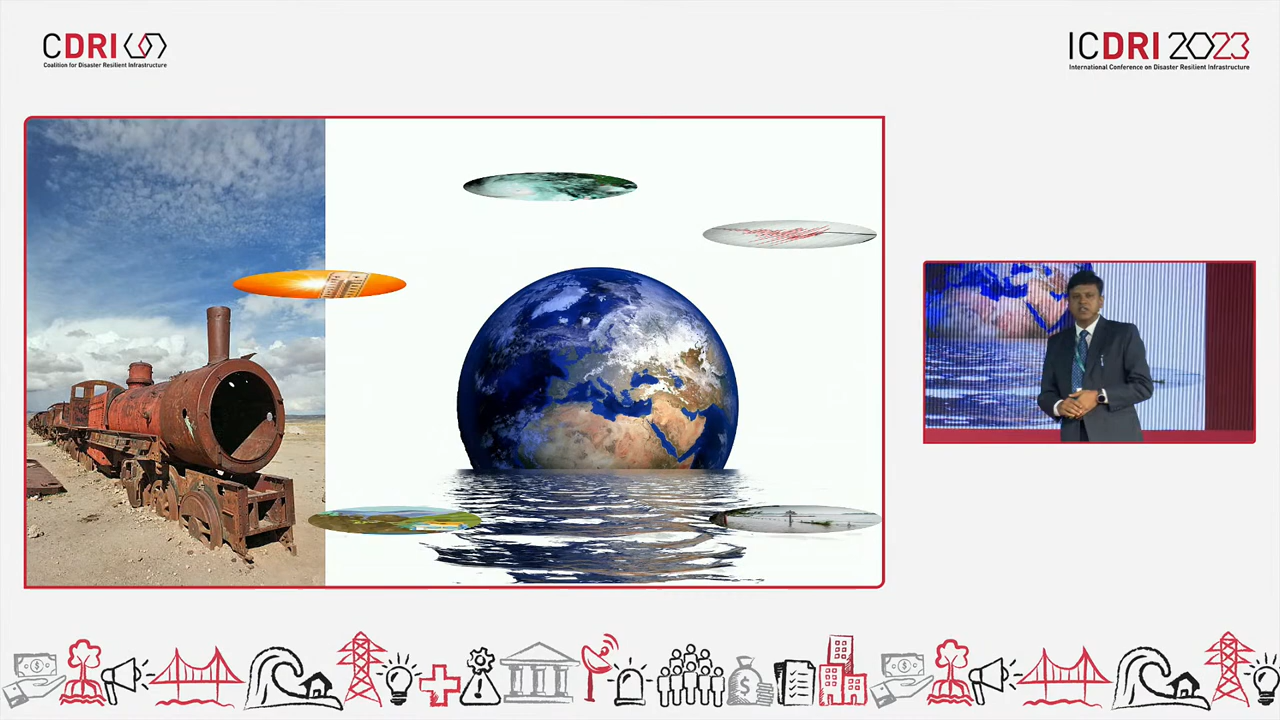 CDRI
Coalition for Disaster Resilient Infrastructure
ICDRI 2023
International Conference on Disaster Resilient Infrastructure